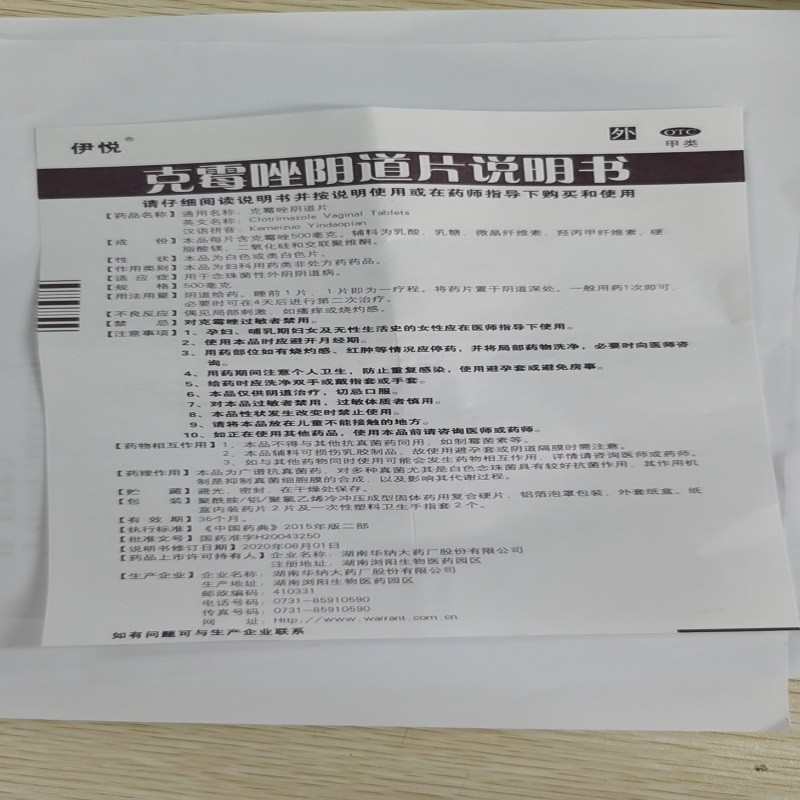 伊悦®
外 OTC
甲类
克霉唑阴道片说明书
请仔细阅读说明书并按说明使用或在药师指导下购买和使用
【药品名称】通用名称：克霉唑阴道片
英文名称：Clotrimazole Vaginal Tablets
汉语拼音：Kemeizuo Yindaopian
【成 份】本品每片含克霉唑500毫克。辅料为乳酸、乳糖、微晶纤维素、羟丙甲纤维素、硬
脂酸镁、二氧化硅和交联聚维酮。
【性 状】本品为白色或类白色片。
【作用类别】本品为妇科用药类非处方药药品。
【适 应 症】用于念珠菌性外阴阴道病。
【规 格】500毫克
【用法用量】阴道给药。睡前1片，1片即为一疗程。将药片置于阴道深处。一般用药1次即可，
必要时可在4天后进行第二次治疗。
【不良反应】偶见局部刺激，如瘙痒或烧灼感。
【禁 忌】对克霉唑过敏者禁用。
【注意事项】1、孕妇、哺乳期妇女及无性生活史的女性应在医师指导下使用。
2、使用本品时应避开月经期。
3、用药部位如有烧灼感、红肿等情况应停药，并将局部药物洗净，必要时向医师咨
询。
4、用药期间注意个人卫生，防止重复感染，使用避孕套或避免房事。
5、给药时应洗净双手或戴指套或手套。
6、本品仅供阴道治疗，切忌口服。
7、对本品过敏者禁用，过敏体质者慎用。
8、本品性状发生改变时禁止使用。
9、请将本品放在儿童不能接触的地方。
10、如正在使用其他药品，使用本品前请咨询医师或药师。
【药物相互作用】1、本品不得与其他抗真菌药同用，如制霉菌素等。
2、本品辅料可损伤乳胶制品，故使用避孕套或阴道隔膜时需注意。
3、如与其他药物同时使用可能会发生药物相互作用，详情请咨询医师或药师。
【药理作用】本品为广谱抗真菌药，对多种真菌尤其是白色念珠菌具有较好抗菌作用，其作用机
制是抑制真菌细胞膜的合成，以及影响其代谢过程。
【贮 藏】避光，密封，在干燥处保存。
【包 装】聚酰胺/铝/聚氯乙烯冷冲压成型固体药用复合硬片、铝箔泡罩包装，外套纸盒。纸
盒内装药片2片及一次性塑料卫生手指套2个。
【有 效 期】36个月。
【执行标准】《中国药典》2015年版二部
【批准文号】国药准字H20043250
【说明书修订日期】2020年08月01日
【药品上市许可持有人】企业名称：湖南华纳大药厂股份有限公司
注册地址：湖南浏阳生物医药园区
【生产企业】企业名称：湖南华纳大药厂股份有限公司
生产地址：湖南浏阳生物医药园区
邮政编码：410331
电话号码：0731-85910590
传真号码：0731-85910590
网 址：Http://www.warrant.com.cn
如有问题可与生产企业联系